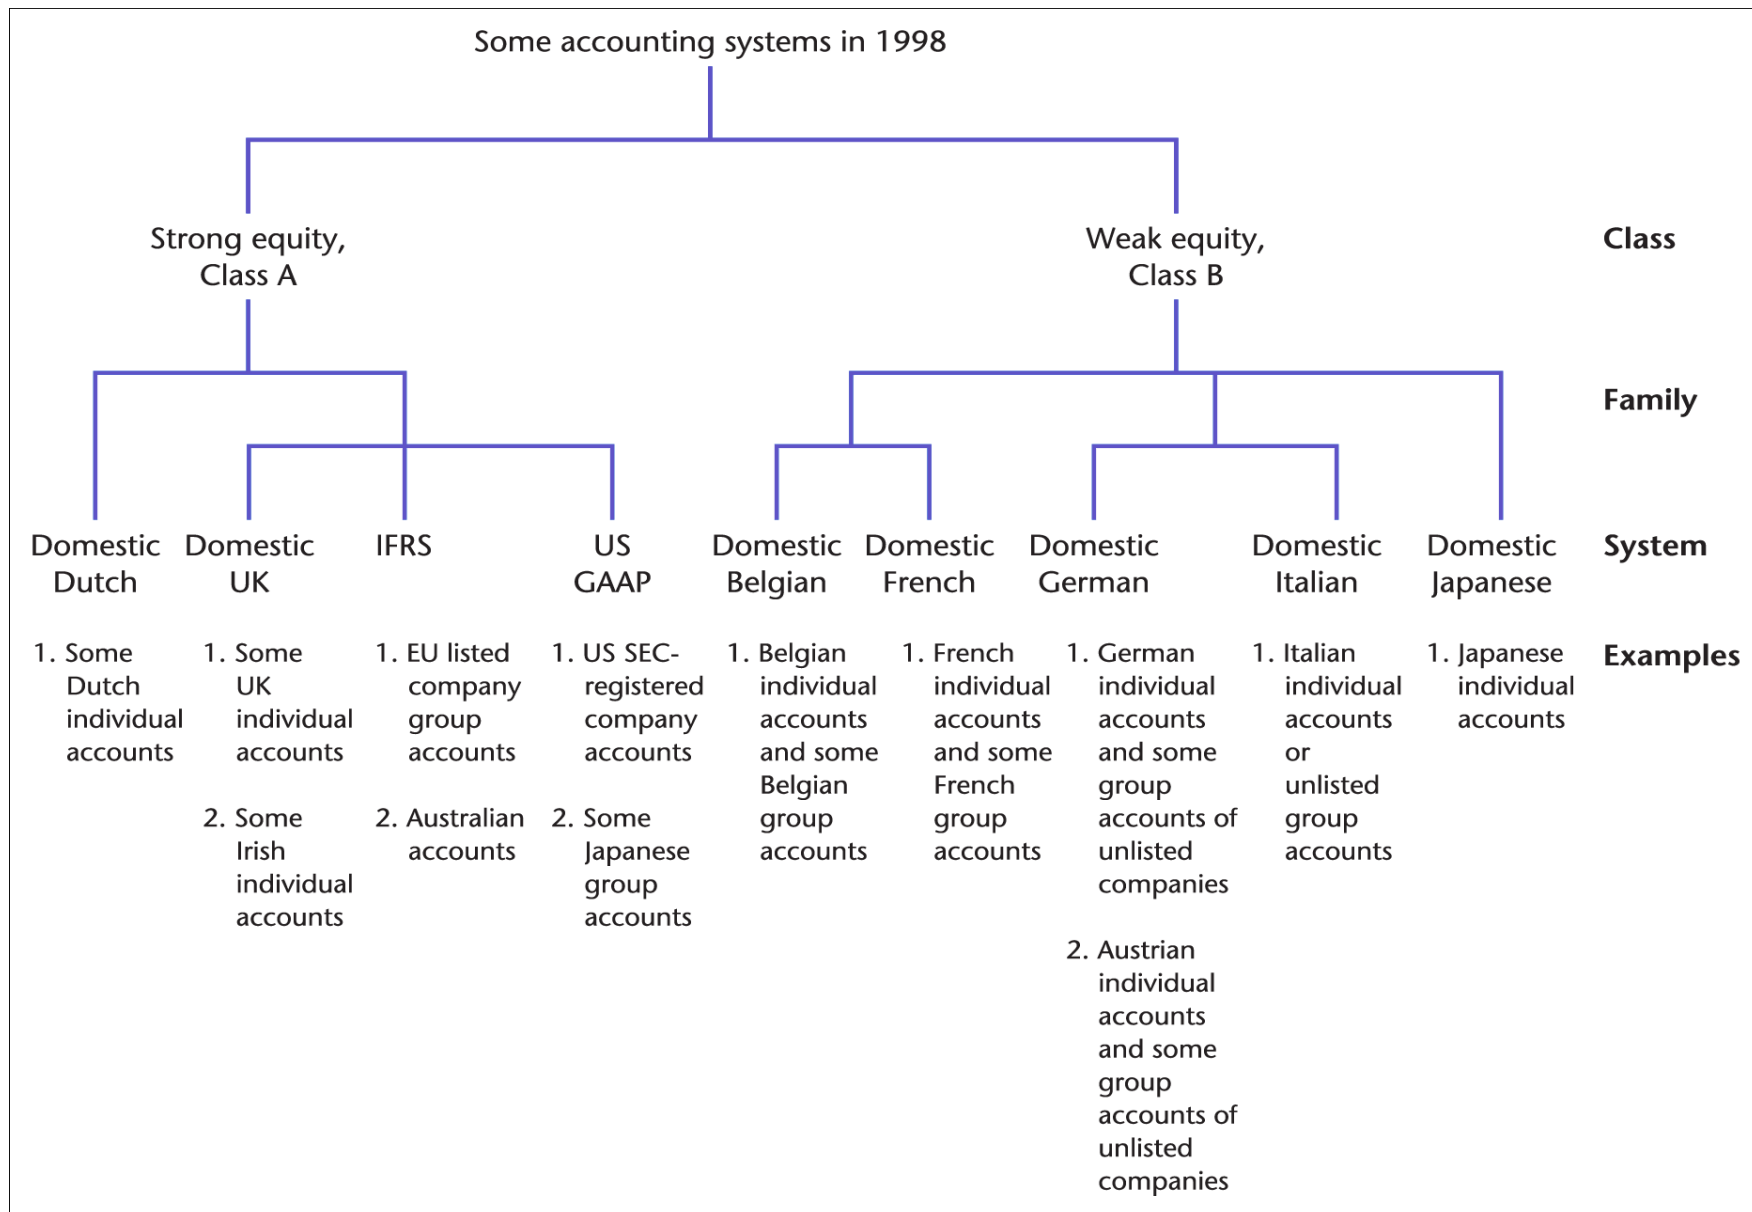 Some accounting systems in 1998
Strong equity,
Class A
Weak equity,
Class B
Class
Family
Domestic
Dutch
Domestic
UK
IFRS
US
GAAP
Domestic
Belgian
Domestic
French
Domestic
German
Domestic
Italian
Domestic
Japanese
System
1. Some
Dutch
individual
accounts
1. Some
UK
individual
accounts
2. Some
Irish
individual
accounts
1. EU listed
company
group
accounts
2. Australian
accounts
1. US SEC-
registered
company
accounts
2. Some
Japanese
group
accounts
1. Belgian
individual
accounts
and some
Belgian
group
accounts
1. French
individual
accounts
and some
French
group
accounts
1. German
individual
accounts
and some
group
accounts of
unlisted
companies
2. Austrian
individual
accounts
and some
group
accounts of
unlisted
companies
1. Italian
individual
accounts
or
unlisted
group
accounts
1. Japanese
individual
accounts
Examples